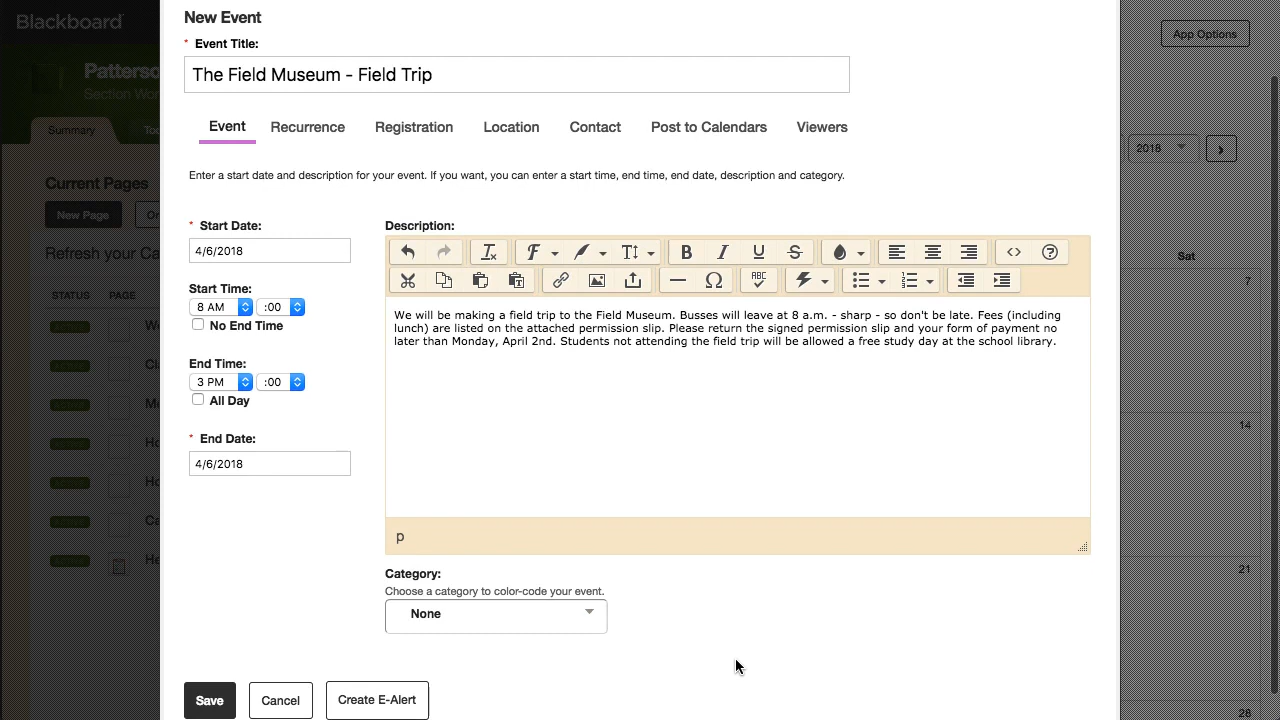 Blackboard
App Options
Patterso
Section Wo
Summary
Too
Current Pages
New Page
Or
Refresh your Ca
STATUS
PAGE
2018
Sat
7
14
21
28
New Event
* Event Title:
The Field Museum - Field Trip
Event
Recurrence
Registration
Location
Contact
Post to Calendars
Viewers
Enter a start date and description for your event. If you want, you can enter a start time, end time, end date, description and category.
* Start Date:
4/6/2018
Start Time:
8 AM
:00
No End Time
End Time:
3 PM
:00
All Day
* End Date:
4/6/2018
Description:
ABC
We will be making a field trip to the Field Museum. Busses will leave at 8 a.m. - sharp - so don't be late. Fees (including
lunch) are listed on the attached permission slip. Please return the signed permission slip and your form of payment no
later than Monday, April 2nd. Students not attending the field trip will be allowed a free study day at the school library.
p
Category:
Choose a category to color-code your event.
None
Save
Cancel
Create E-Alert